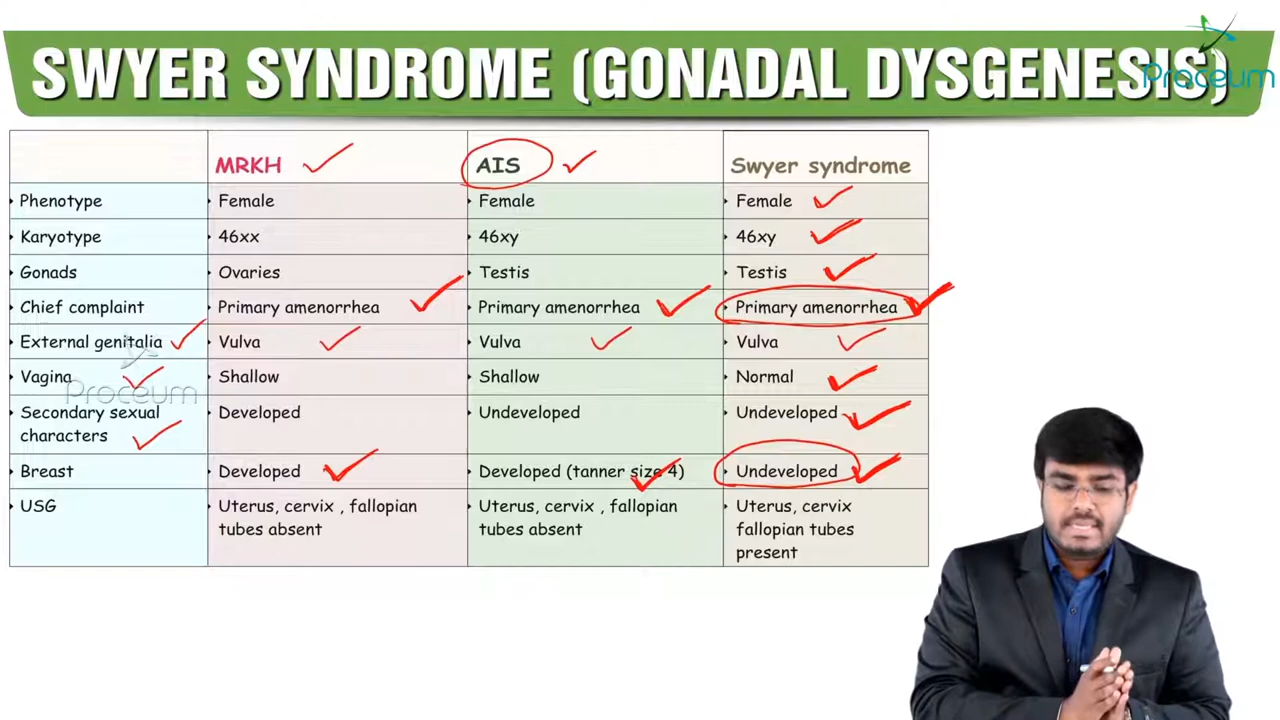 SWYER SYNDROME (GONADAL DYSGENESIS)
Proceum
MRKH AIS Swyer syndrome
Phenotype Female Female Female
Karyotype 46xx 46xy 46xy
Gonads Ovaries Testis Testis
Chief complaint Primary amenorrhea Primary amenorrhea Primary amenorrhea
External genitalia Vulva Vulva Vulva
Vagina Shallow Shallow Normal
Proceum
Secondary sexual Developed Undeveloped Undeveloped
characters
Breast Developed Developed (tanner size 4) Undeveloped
USG Uterus, cervix , fallopian Uterus, cervix , fallopian Uterus, cervix
tubes absent tubes absent fallopian tubes
present